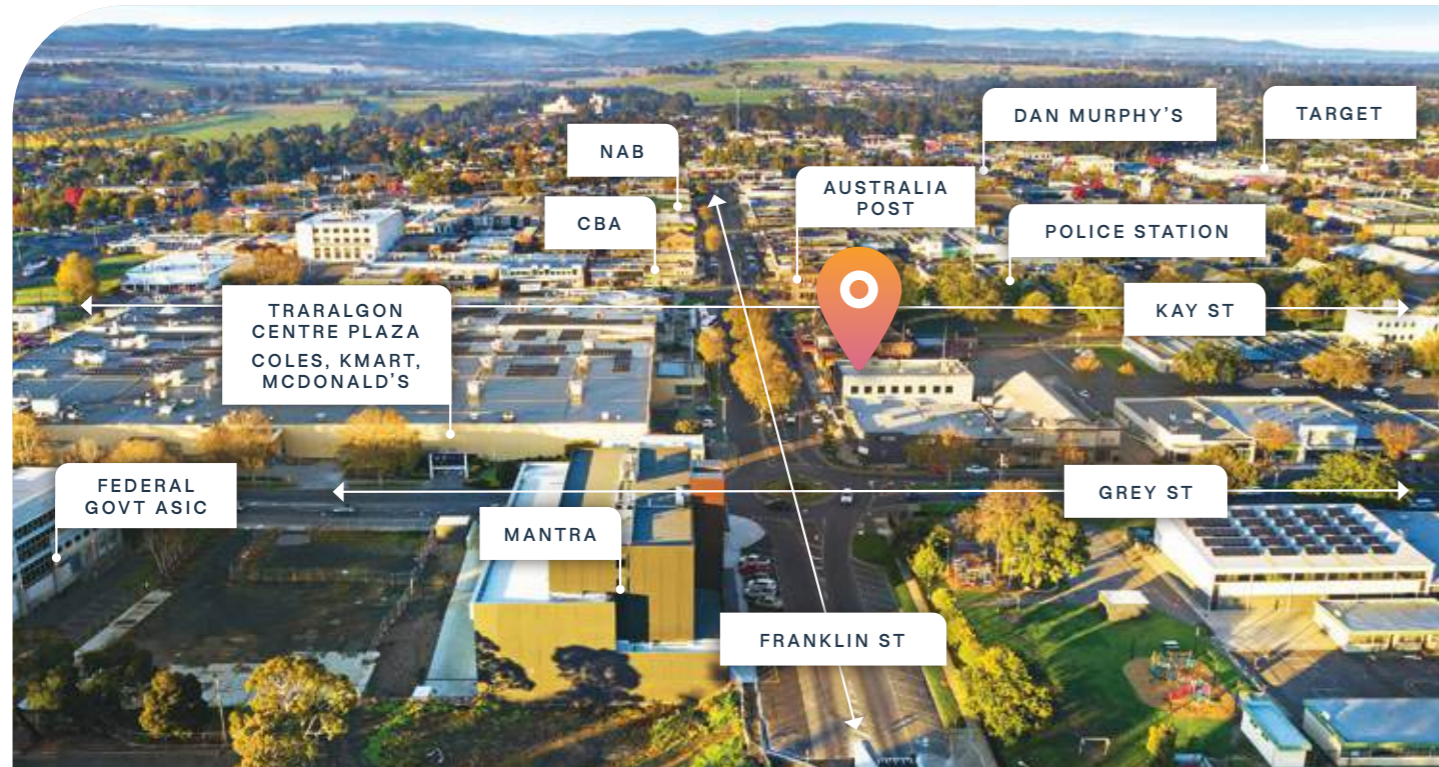 DAN MURPHY'S
TARGET
NAB
AUSTRALIA
POST
CBA
POLICE STATION
TRARALGON
CENTRE PLAZA
COLES, KMART,
MCDONALD'S
KAY ST
FEDERAL
GOVT ASIC
GREY ST
MANTRA
FRANKLIN ST